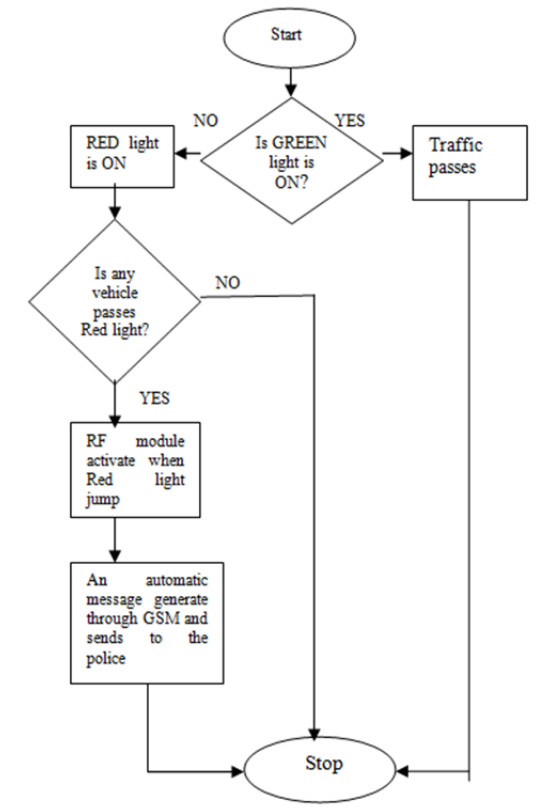 Start
NO
YES
Is GREEN
light is
ON?
RED light
is ON
Traffic
passes
Is any
vehicle
passes
Red light?
NO
YES
RF module
activate when
Red light
jump
An automatic
message generate
through GSM and
sends to the
police
Stop